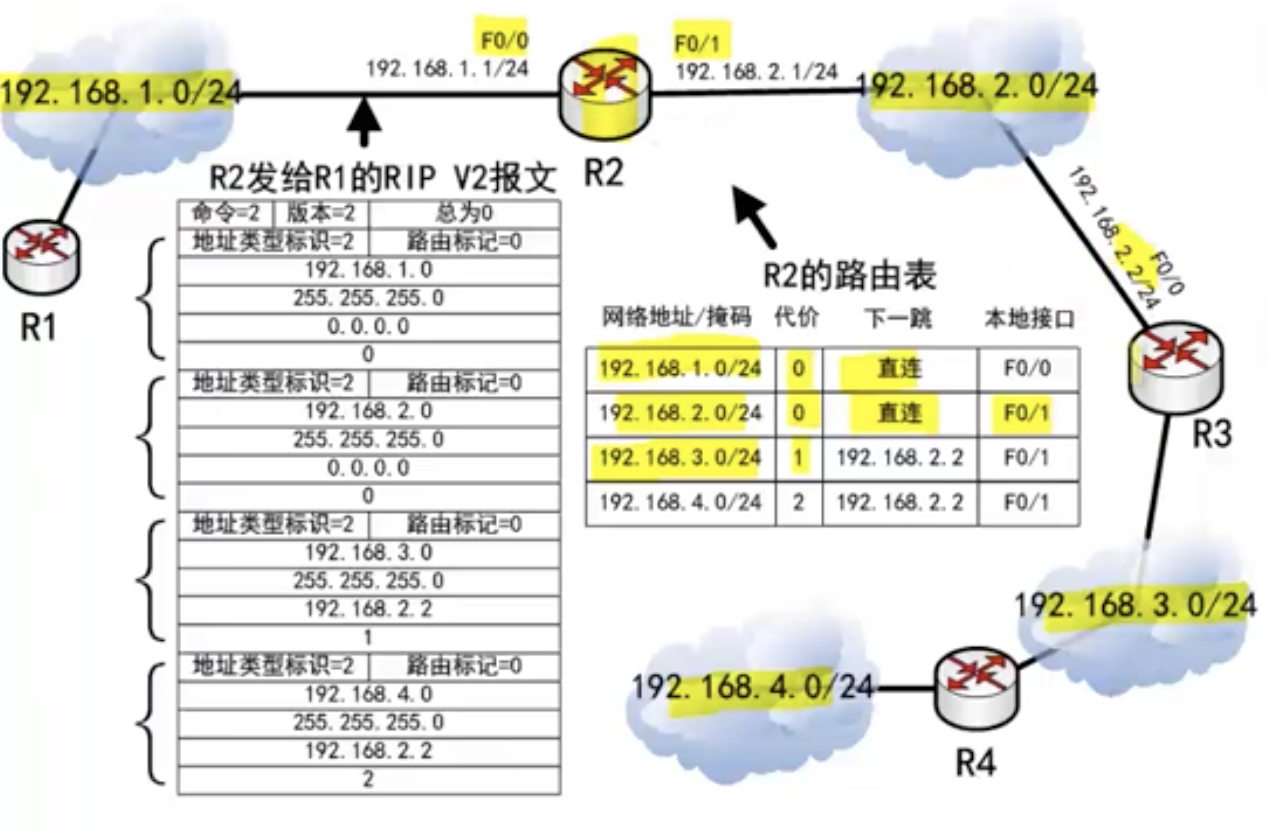 F0/0
F0/1
192.168.1.1/24
192.168.2.1/24
192.168.1.0/24
192.168.2.0/24
R2
R2发给R1的RIP V2报文
R1
192.168.2.2/24
F0/0
R3
命令=2 版本=2 总为0
地址类型标识=2 路由标记=0
192.168.1.0
255.255.255.0
0.0.0.0
0
地址类型标识=2 路由标记=0
192.168.2.0
255.255.255.0
0.0.0.0
0
地址类型标识=2 路由标记=0
192.168.3.0
255.255.255.0
192.168.2.2
1
地址类型标识=2 路由标记=0
192.168.4.0
255.255.255.0
192.168.2.2
2
R2的路由表
网络地址/掩码 代价 下一跳 本地接口
192.168.1.0/24 0 直连 F0/0
192.168.2.0/24 0 直连 F0/1
192.168.3.0/24 1 192.168.2.2 F0/1
192.168.4.0/24 2 192.168.2.2 F0/1
192.168.3.0/24
192.168.4.0/24
R4